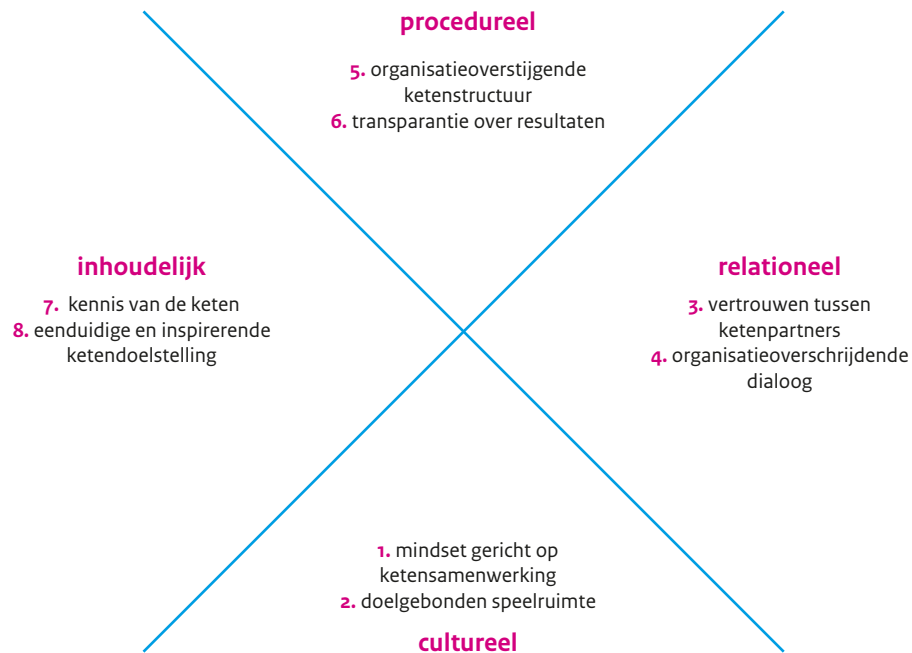 procedureel
5. organisatieoverstijgende
ketenstructuur
6. transparantie over resultaten
inhoudelijk
7. kennis van de keten
8. eenduidige en inspirerende
ketendoelstelling
relationeel
3. vertrouwen tussen
ketenpartners
4. organisatieoverschrijdende
dialoog
1. mindset gericht op
ketensamenwerking
2. doelgebonden speelruimte
cultureel